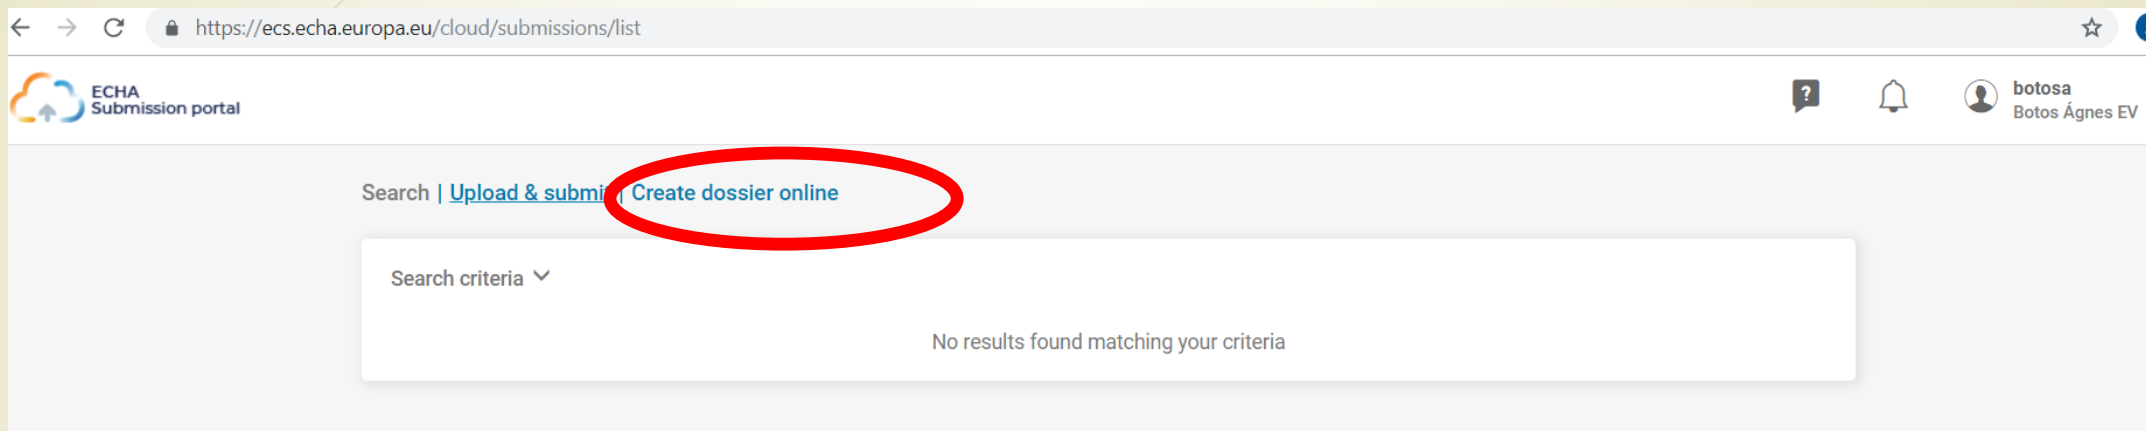 https://ecs.echa.europa.eu/cloud/submissions/list
ECHA
Submission portal
?
botosa
Botos Ágnes EV
Search | Upload & submit | Create dossier online
Search criteria
No results found matching your criteria